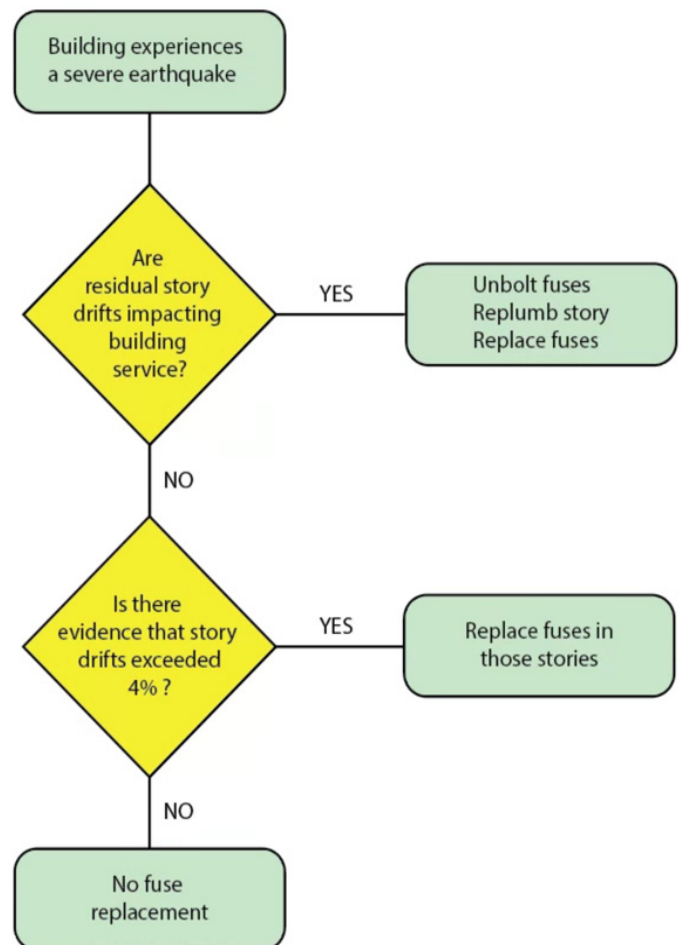 Building experiences
a severe earthquake
Are
residual story
drifts impacting
building
service?
YES
Unbolt fuses
Replumb story
Replace fuses
NO
Is there
evidence that story
drifts exceeded
4% ?
YES
Replace fuses in
those stories
NO
No fuse
replacement